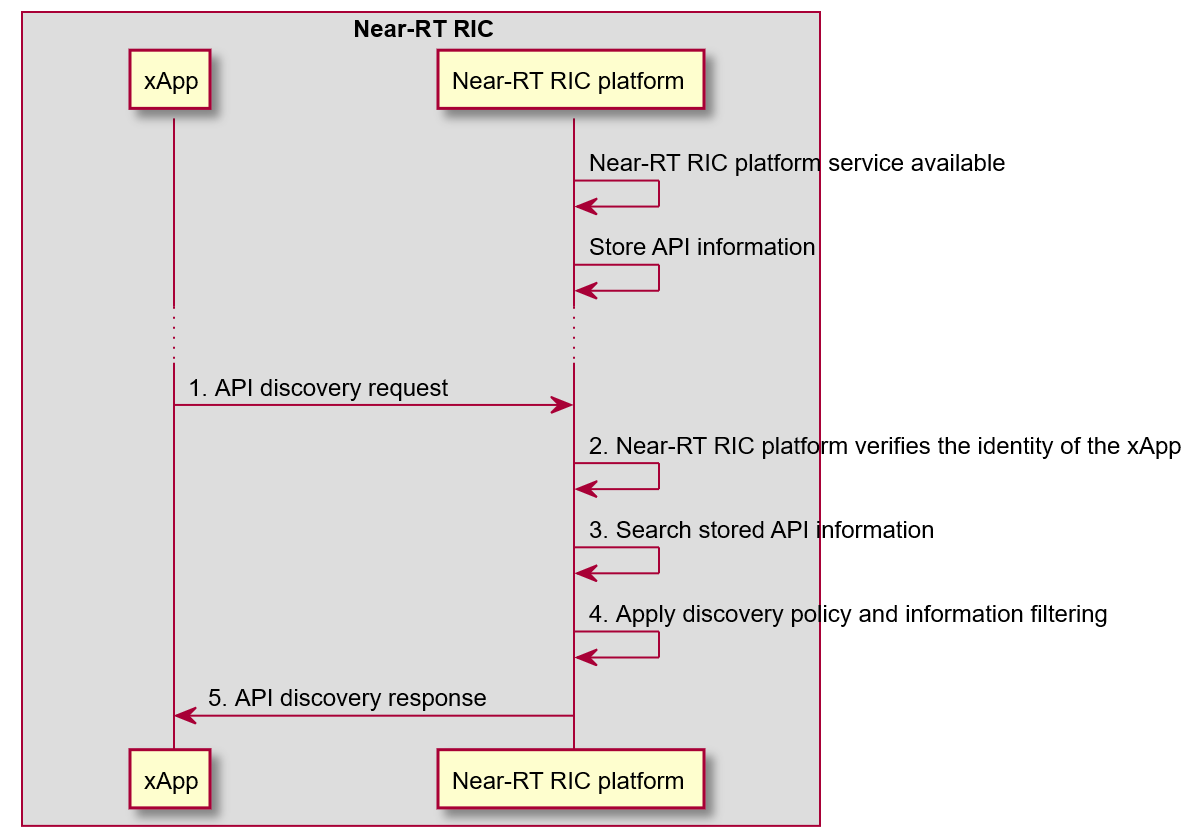 Near-RT RIC
xApp
Near-RT RIC platform
Near-RT RIC platform service available
Store API information
1. API discovery request
2. Near-RT RIC platform verifies the identity of the xApp
3. Search stored API information
4. Apply discovery policy and information filtering
5. API discovery response
xApp
Near-RT RIC platform